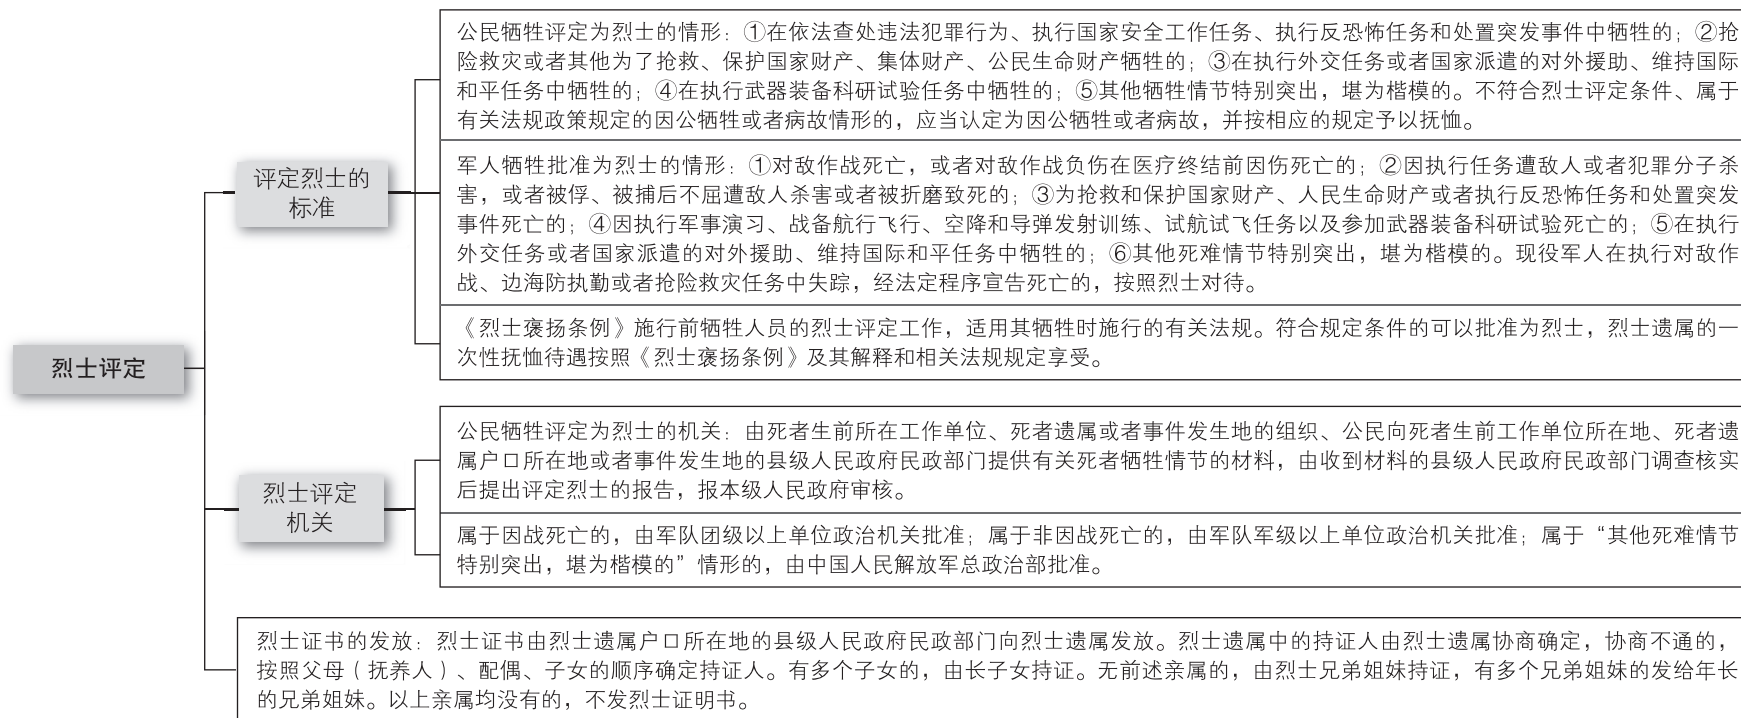 烈士评定
评定烈士的
标准
公民牺牲评定为烈士的情形：①在依法查处违法犯罪行为、执行国家安全工作任务、执行反恐怖任务和处置突发事件中牺牲的；②抢
险救灾或者其他为了抢救、保护国家财产、集体财产、公民生命财产牺牲的；③在执行外交任务或者国家派遣的对外援助、维持国际
和平任务中牺牲的；④在执行武器装备科研试验任务中牺牲的；⑤其他牺牲情节特别突出，堪为楷模的。不符合烈士评定条件、属于
有关法规政策规定的因公牺牲或者病故情形的，应当认定为因公牺牲或者病故，并按相应的规定予以抚恤。
军人牺牲批准为烈士的情形：①对敌作战死亡，或者对敌作战负伤在医疗终结前因伤死亡的；②因执行任务遭敌人或者犯罪分子杀
害，或者被俘、被捕后不屈遭敌人杀害或者被折磨致死的；③为抢救和保护国家财产、人民生命财产或者执行反恐怖任务和处置突发
事件死亡的；④因执行军事演习、战备航行飞行、空降和导弹发射训练、试航试飞任务以及参加武器装备科研试验死亡的；⑤在执行
外交任务或者国家派遣的对外援助、维持国际和平任务中牺牲的；⑥其他死难情节特别突出，堪为楷模的。现役军人在执行对敌作
战、边海防执勤或者抢险救灾任务中失踪，经法定程序宣告死亡的，按照烈士对待。
《烈士褒扬条例》施行前牺牲人员的烈士评定工作，适用其牺牲时施行的有关法规。符合规定条件的可以批准为烈士，烈士遗属的一
次性抚恤待遇按照《烈士褒扬条例》及其解释和相关法规规定享受。
烈士评定
机关
公民牺牲评定为烈士的机关：由死者生前所在工作单位、死者遗属或者事件发生地的组织、公民向死者生前工作单位所在地、死者遗
属户口所在地或者事件发生地的县级人民政府民政部门提供有关死者牺牲情节的材料，由收到材料的县级人民政府民政部门调查核实
后提出评定烈士的报告，报本级人民政府审核。
属于因战死亡的，由军队团级以上单位政治机关批准；属于非因战死亡的，由军队军级以上单位政治机关批准；属于“其他死难情节
特别突出，堪为楷模的”情形的，由中国人民解放军总政治部批准。
烈士证书的发放：烈士证书由烈士遗属户口所在地的县级人民政府民政部门向烈士遗属发放。烈士遗属中的持证人由烈士遗属协商确定，协商不通的，
按照父母（抚养人）、配偶、子女的顺序确定持证人。有多个子女的，由长子女持证。无前述亲属的，由烈士兄弟姐妹持证，有多个兄弟姐妹的发给年长
的兄弟姐妹。以上亲属均没有的，不发烈士证明书。